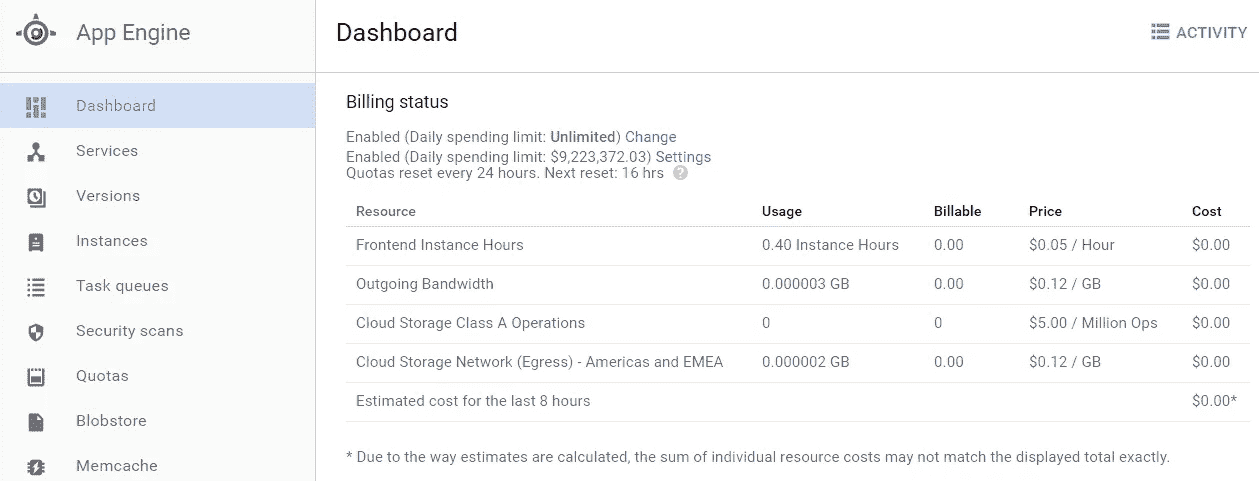 App Engine
Dashboard
ACTIVITY
Dashboard
Services
Versions
Instances
Task queues
Security scans
Quotas
Blobstore
Memcache
Billing status
Enabled (Daily spending limit: Unlimited) Change
Enabled (Daily spending limit: $9,223,372.03) Settings
Quotas reset every 24 hours. Next reset: 16 hrs ?
Resource Usage Billable Price Cost
Frontend Instance Hours 0.40 Instance Hours 0.00 $0.05 / Hour $0.00
Outgoing Bandwidth 0.000003 GB 0.00 $0.12 / GB $0.00
Cloud Storage Class A Operations 0 0 $5.00 / Million Ops $0.00
Cloud Storage Network (Egress) - Americas and EMEA 0.000002 GB 0.00 $0.12 / GB $0.00
Estimated cost for the last 8 hours $0.00*
* Due to the way estimates are calculated, the sum of individual resource costs may not match the displayed total exactly.